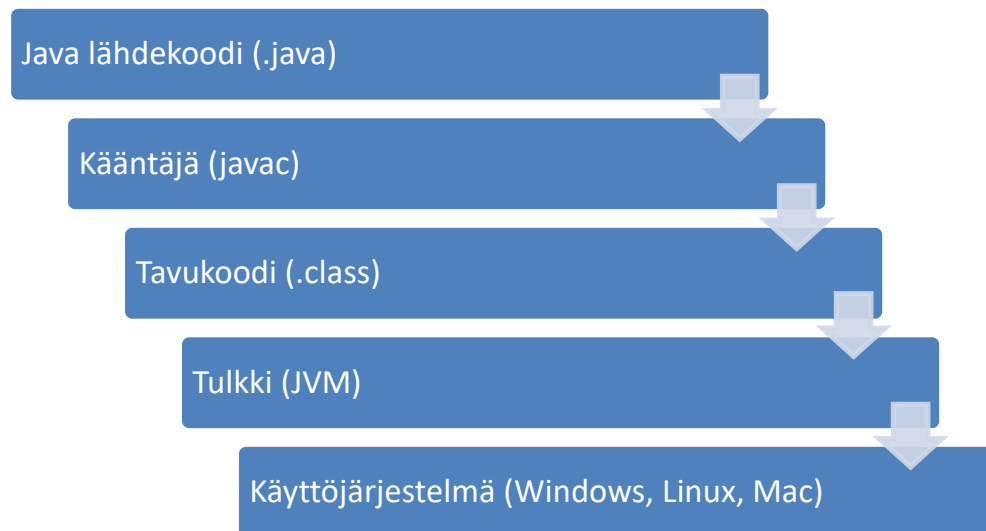 Java lähdekoodi (.java)
Kääntäjä (javac)
Tavukoodi (.class)
Tulkki (JVM)
Käyttöjärjestelmä (Windows, Linux, Mac)